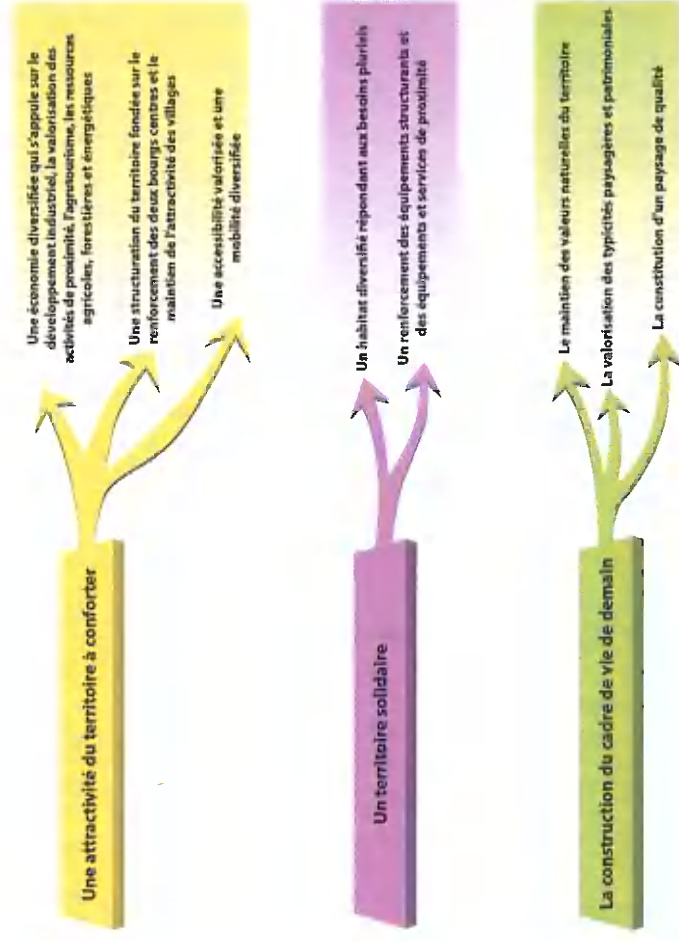 Une attractivité du territoire à conforter
Une économie diversifiée qui s'appuie sur le
développement industriel, la valorisation des
activités de proximité, l'agrotourisme, les ressources
agricoles, forestières et énergétiques
Une structuration du territoire fondée sur le
renforcement des deux bourgs centres et le
maintien de l'attractivité des villages
Une accessibilité valorisée et une
mobilité diversifiée
Un territoire solidaire
Un habitat diversifié répondant aux besoins pluriels
Un renforcement des équipements structurants et
des équipements et services de proximité
La construction du cadre de vie de demain
Le maintien des valeurs naturelles du territoire
La valorisation des typicités paysagères et patrimoniales
La constitution d'un paysage de qualité